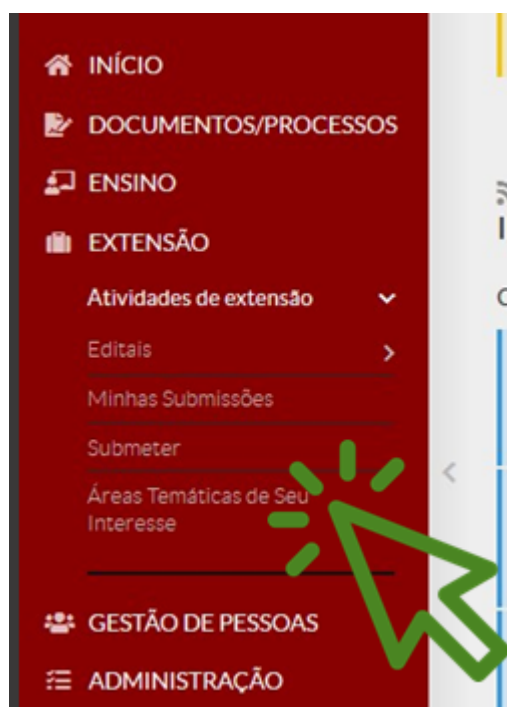 INÍCIO
DOCUMENTOS/PROCESSOS
ENSINO
EXTENSÃO
Atividades de extensão
Editais
Minhas Submissões
Submeter
Áreas Temáticas de Seu
Interesse
GESTÃO DE PESSOAS
ADMINISTRAÇÃO